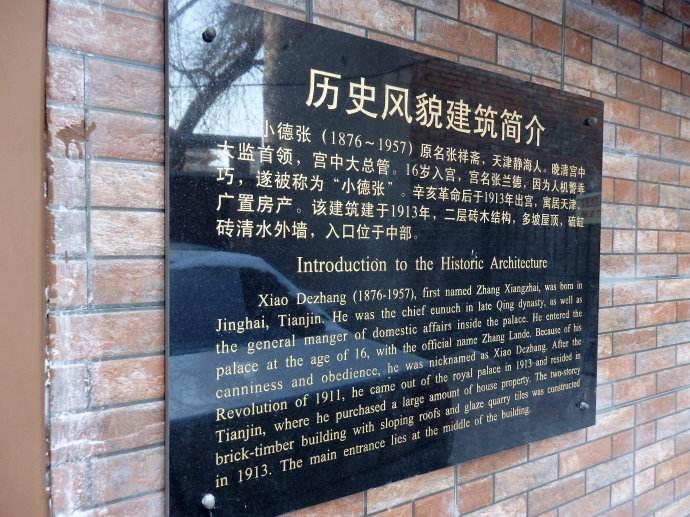 历史风貌建筑简介
小德张（1876～1957）原名张祥斋，天津静海人。晚清宫中
大监首领，宫中大总管。16岁入宫，宫名张兰德，因为人机警乖
巧，遂被称为“小德张”。辛亥革命后于1913年出宫，寓居天津，
广置房产。该建筑建于1913年，二层砖木结构，多坡屋顶，硫缸
砖清水外墙，入口位于中部。
Introduction to the Historic Architecture
Xiao Dezhang (1876-1957), first named Zhang Xiangzhai, was born in
Jinghai, Tianjin. He was the chief eunuch in late Qing dynasty, as well as
the general manger of domestic affairs inside the palace. He entered the
palace at the age of 16, with the official name Zhang Lande. Because of his
canniness and obedience, he was nicknamed as Xiao Dezhang. After the
Revolution of 1911, he came out of the royal palace in 1913 and resided in
Tianjin, where he purchased a large amount of house property. The two-storey
brick-timber building with sloping roofs and glaze quarry tiles was constructed
in 1913. The main entrance lies at the middle of the building.